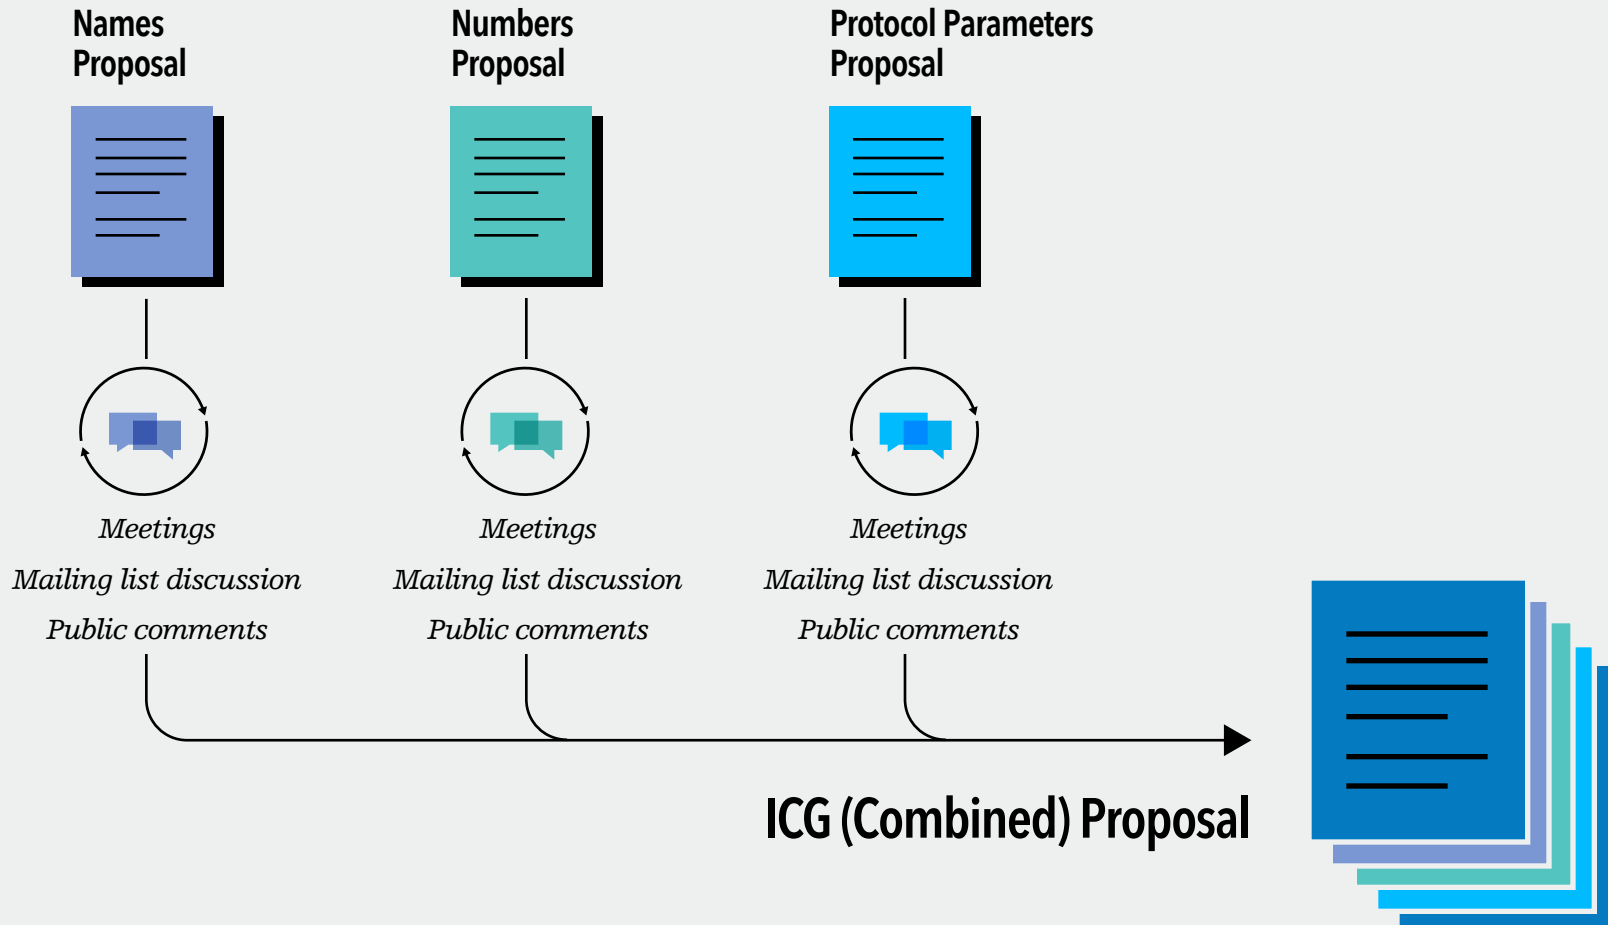 Names
Proposal
Numbers
Proposal
Protocol Parameters
Proposal
Meetings
Mailing list discussion
Public comments
Meetings
Mailing list discussion
Public comments
Meetings
Mailing list discussion
Public comments
ICG (Combined) Proposal